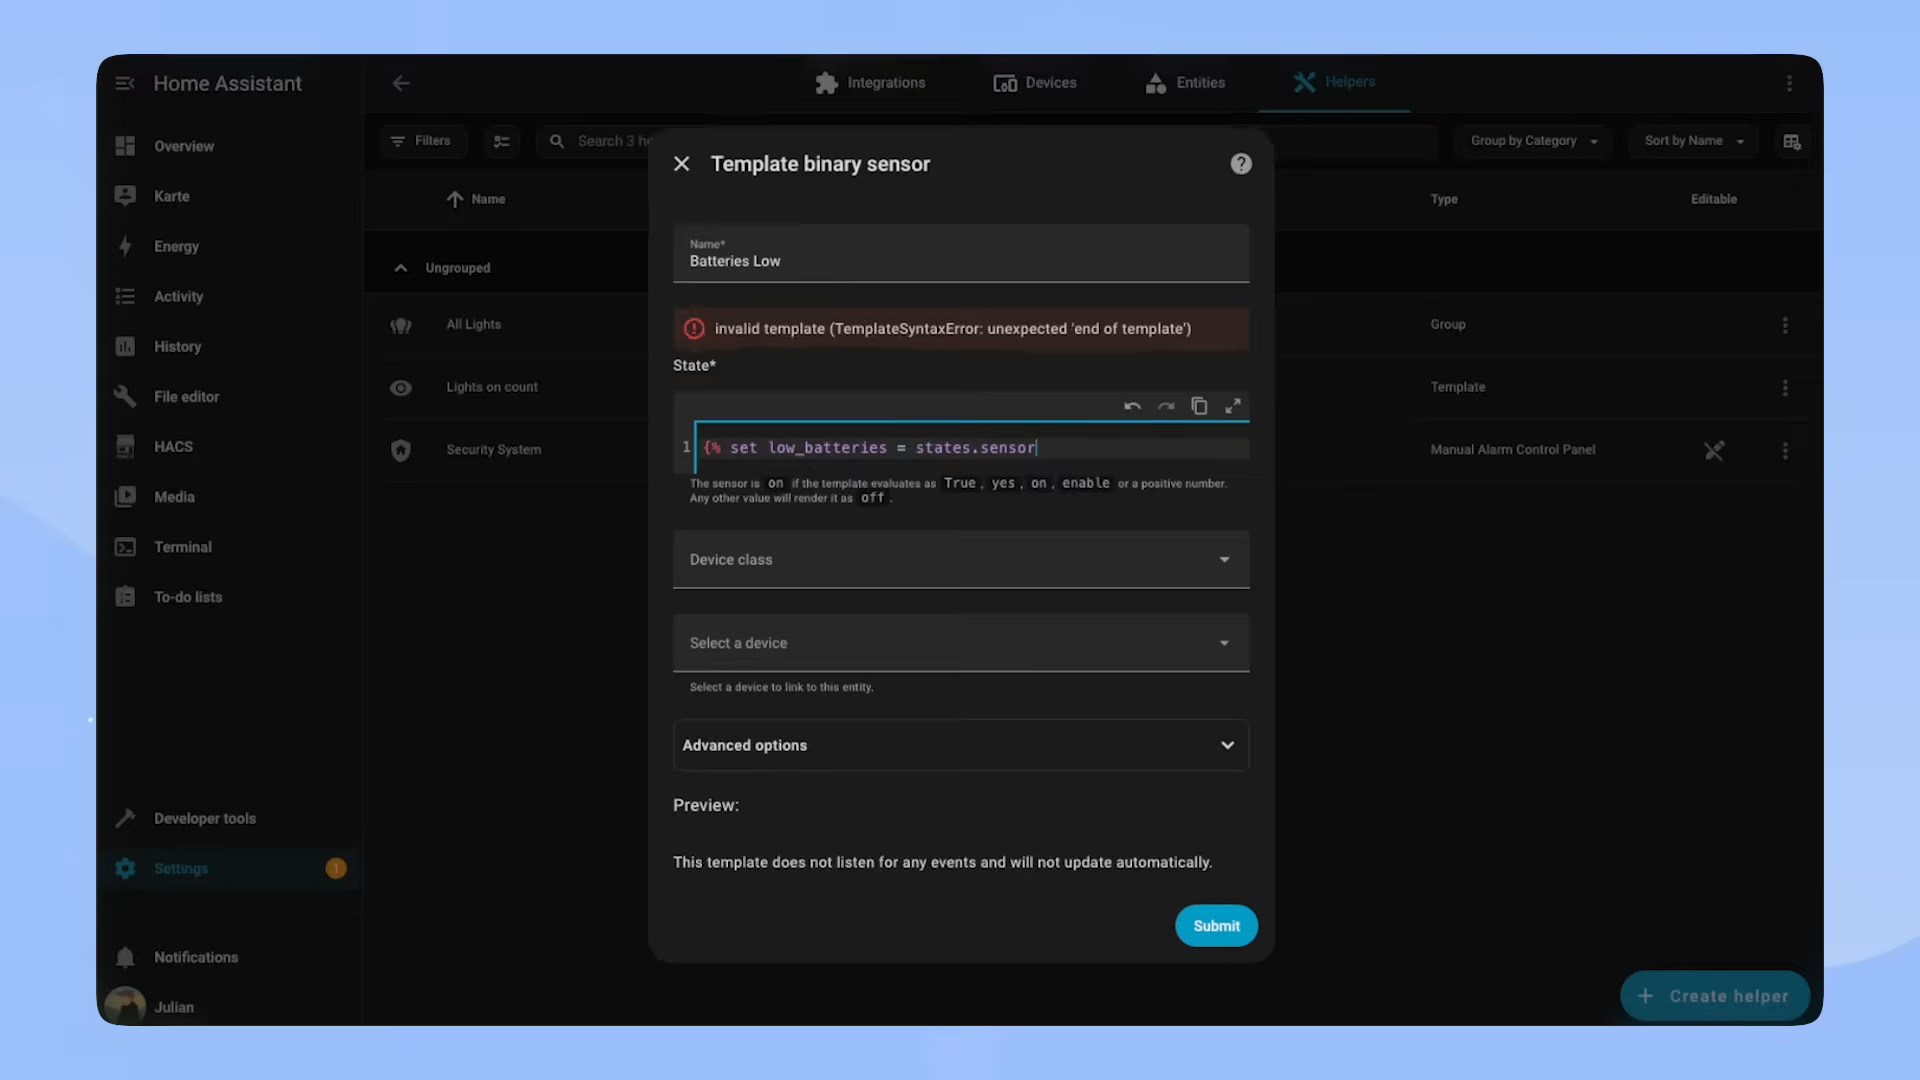 Home Assistant
Integrations
Devices
Entities
Helpers
Overview
Karte
Energy
Activity
History
File editor
HACS
Media
Terminal
To-do lists
Developer tools
Settings
1
Notifications
Julian
Filters
Search 3 he
Group by Category
Sort by Name
Name
Type
Editable
Ungrouped
All Lights
Group
Lights on count
Template
Security System
Manual Alarm Control Panel
Template binary sensor
Name*
Batteries Low
invalid template (TemplateSyntaxError: unexpected 'end of template')
State*
1 {% set low_batteries = states.sensor
The sensor is on if the template evaluates as True, yes, on, enable or a positive number.
Any other value will render it as off.
Device class
Select a device
Select a device to link to this entity.
Advanced options
Preview:
This template does not listen for any events and will not update automatically.
Submit
+ Create helper